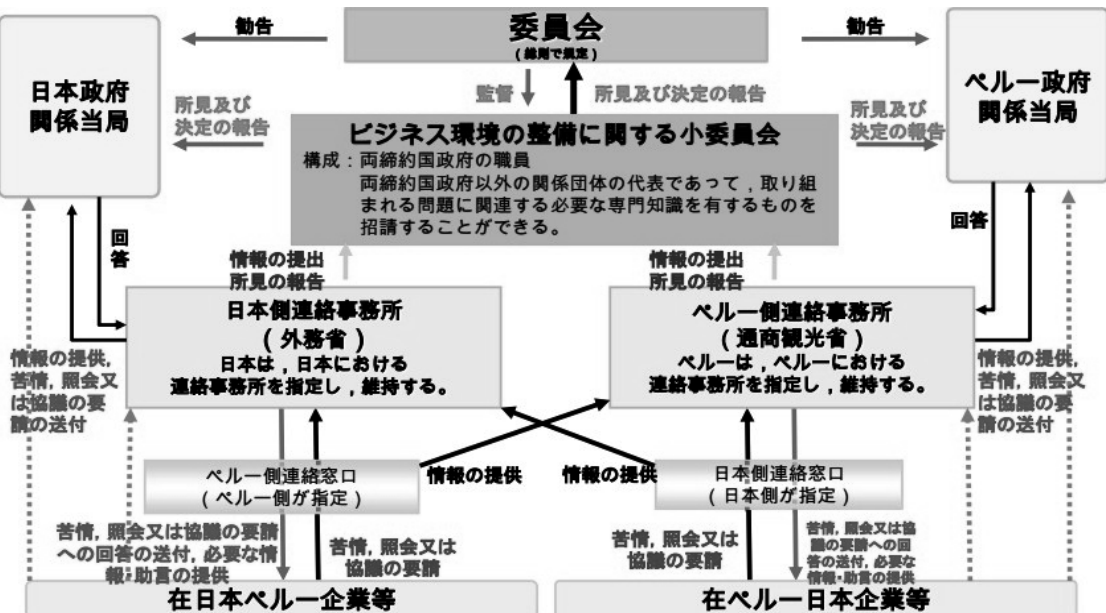 勧告
委員会
(総則で規定)
勧告
日本政府
関係当局
ペルー政府
関係当局
監督
所見及び決定の報告
所見及び
決定の報告
所見及び
決定の報告
ビジネス環境の整備に関する小委員会
構成：両締約国政府の職員
両締約国政府以外の関係団体の代表であって，取り組
まれる問題に関連する必要な専門知識を有するものを
招請することができる。
回
答
回答
情報の提出
所見の報告
情報の提出
所見の報告
日本側連絡事務所
(外務省)
日本は，日本における
連絡事務所を指定し，維持する。
ペルー側連絡事務所
(通商観光省)
ペルーは，ペルーにおける
連絡事務所を指定し，維持する。
情報の提供，
苦情，照会又
は協議の要
請の送付
情報の提供，
苦情，照会又
は協議の要
請の送付
ペルー側連絡窓口
(ペルー側が指定)
情報の提供
情報の提供
日本側連絡窓口
(日本側が指定)
苦情，照会又は協議の要請
への回答の送付，必要な情
報・助言の提供
苦情，照会又は
協議の要請
苦情，照会又は
協議の要請
苦情，照会又は協
議の要請への回
答の送付，必要な
情報・助言の提供
在日本ペルー企業等
在ペルー日本企業等